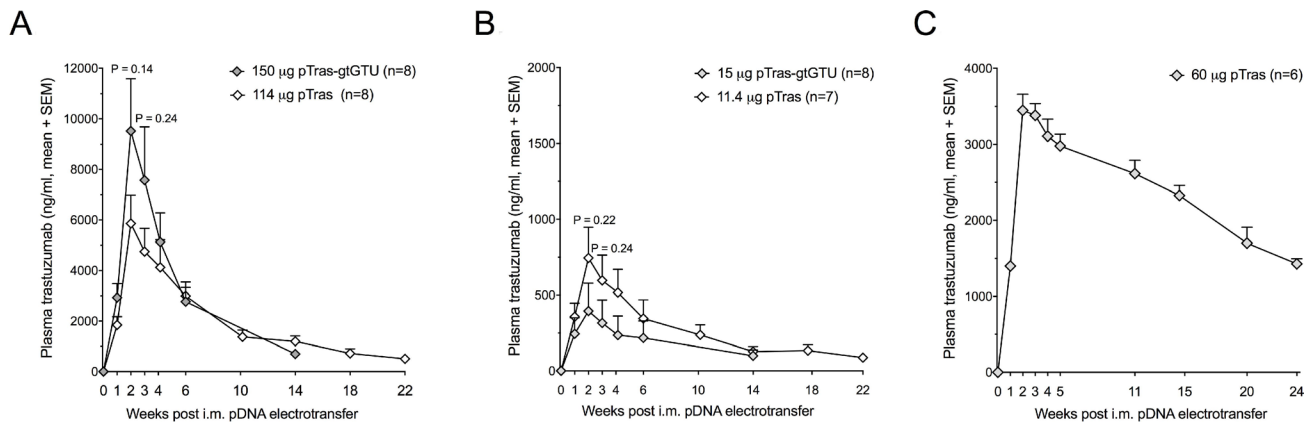 A
B
C
Plasma trastuzumab (ng/ml, mean + SEM)
12000
10000
8000
6000
4000
2000
0
P = 0.14
P = 0.24
150 µg pTras-gtGTU (n=8)
114 µg pTras (n=8)
0 1 2 3 4 6 10 14 18 22
Weeks post i.m. pDNA electrotransfer
Plasma trastuzumab (ng/ml, mean + SEM)
2000
1500
1000
500
0
P = 0.22
P = 0.24
15 µg pTras-gtGTU (n=8)
11.4 µg pTras (n=7)
0 1 2 3 4 6 10 14 18 22
Weeks post i.m. pDNA electrotransfer
Plasma trastuzumab (ng/ml, mean + SEM)
4000
3000
2000
1000
0
60 µg pTras (n=6)
0 1 2 3 4 5 11 15 20 24
Weeks post i.m. pDNA electrotransfer